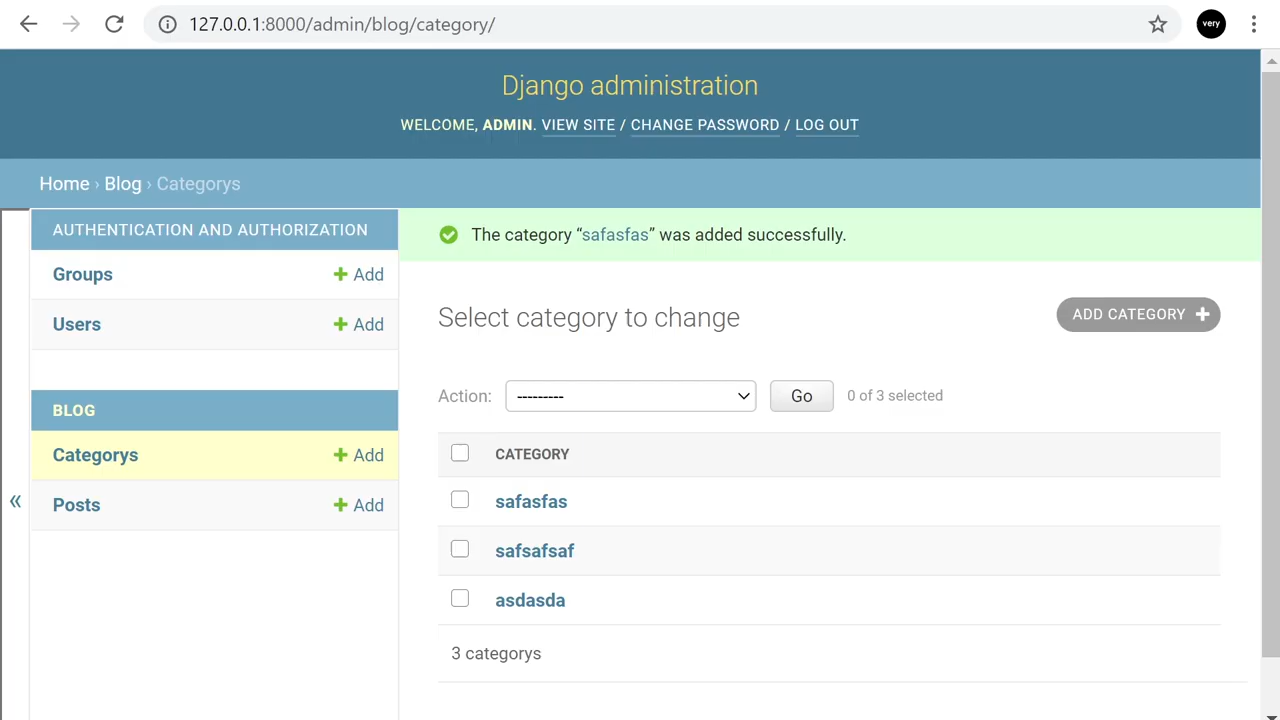 127.0.0.1:8000/admin/blog/category/
very
Django administration
WELCOME, ADMIN. VIEW SITE / CHANGE PASSWORD / LOG OUT
Home › Blog › Categorys
AUTHENTICATION AND AUTHORIZATION
Groups + Add
Users + Add
BLOG
Categorys + Add
Posts + Add
«
The category “safasfas” was added successfully.
Select category to change
ADD CATEGORY +
Action: --------- Go 0 of 3 selected
CATEGORY
safasfas
safsafsaf
asdasda
3 categorys